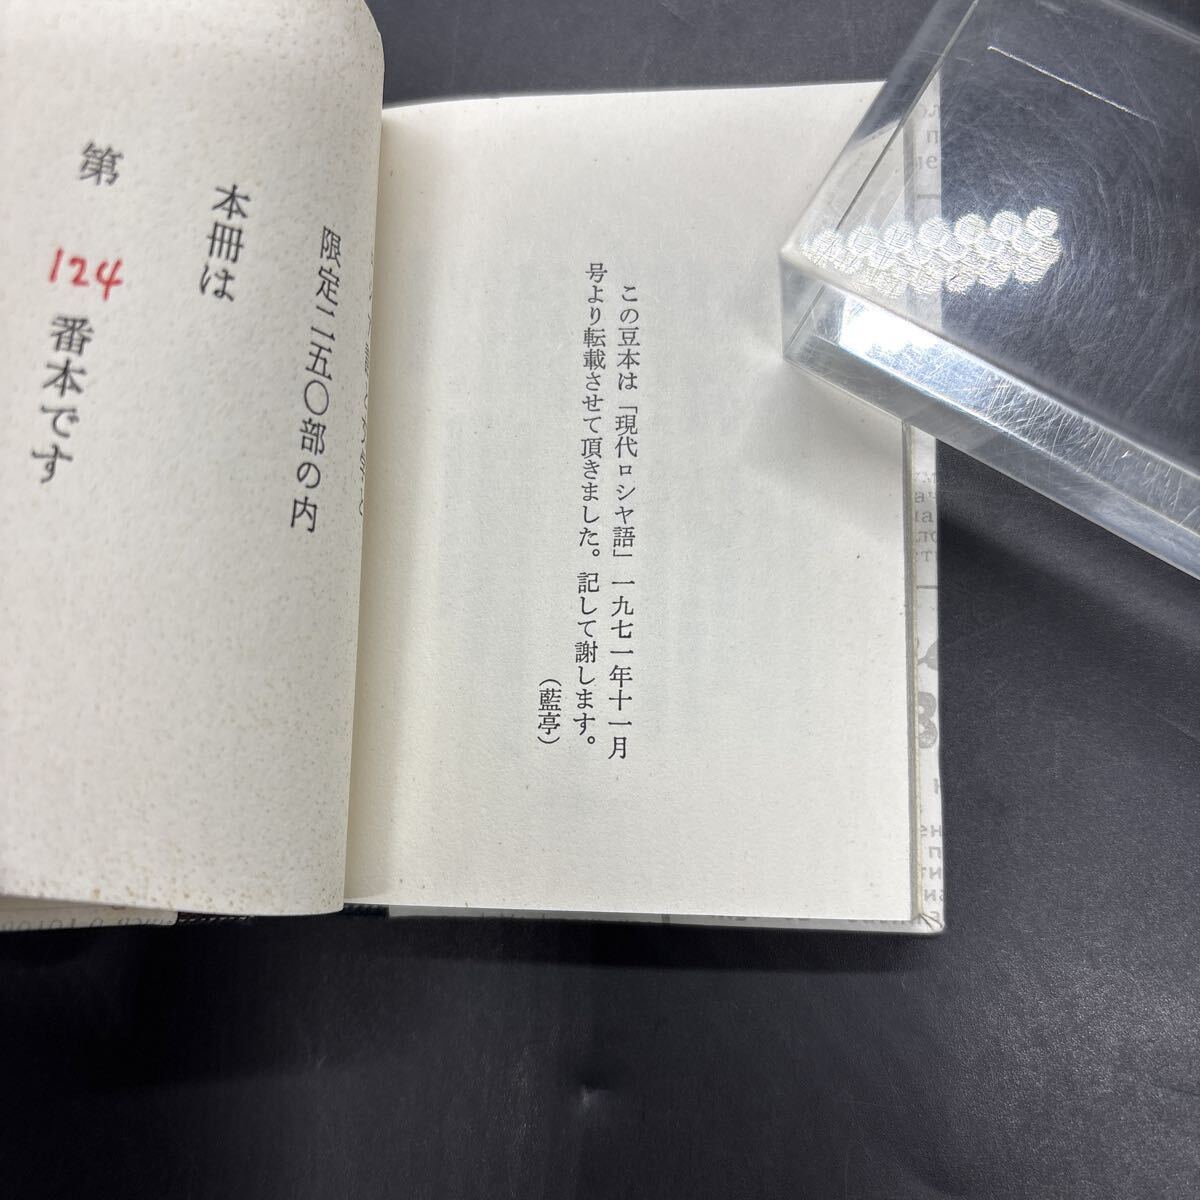 この豆本は「現代ロシヤ語」一九七一年十一月
号より転載させて頂きました。記して謝します。
（藍亭）
限定二五〇部の内
本冊は
第 124 番本です